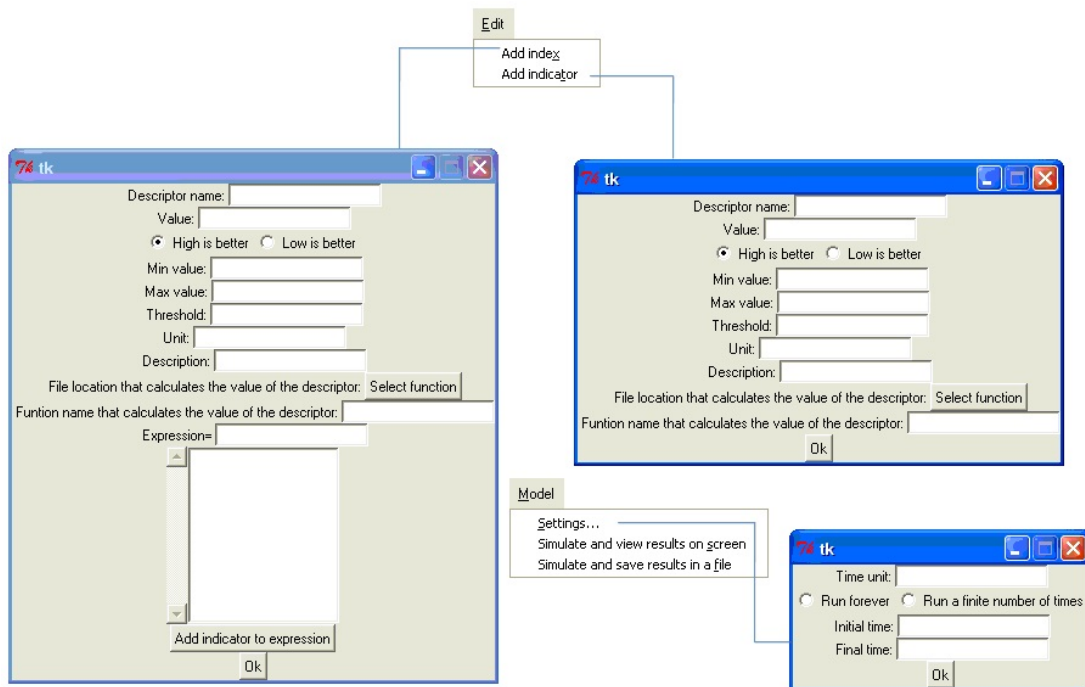 Edit
Add index
Add indicator
Tk tk
Descriptor name:
Value:
High is better Low is better
Min value:
Max value:
Threshold:
Unit:
Description:
File location that calculates the value of the descriptor: Select function
Funtion name that calculates the value of the descriptor:
Expression=
Add indicator to expression
Ok
Tk tk
Descriptor name:
Value:
High is better Low is better
Min value:
Max value:
Threshold:
Unit:
Description:
File location that calculates the value of the descriptor: Select function
Funtion name that calculates the value of the descriptor:
Ok
Model
Settings...
Simulate and view results on screen
Simulate and save results in a file
Tk tk
Time unit:
Run forever Run a finite number of times
Initial time:
Final time:
Ok